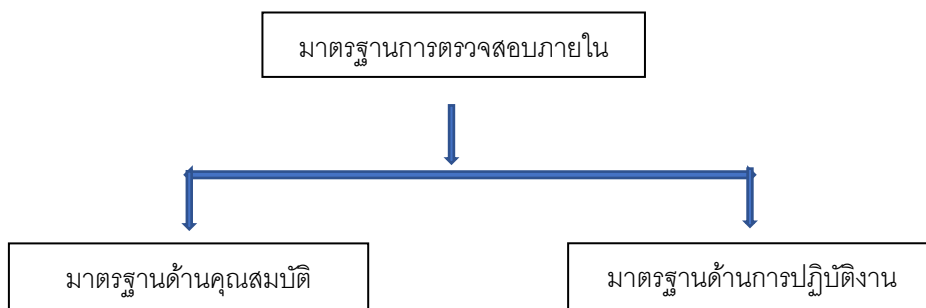 มาตรฐานการตรวจสอบภายใน
มาตรฐานด้านคุณสมบัติ
มาตรฐานด้านการปฏิบัติงาน